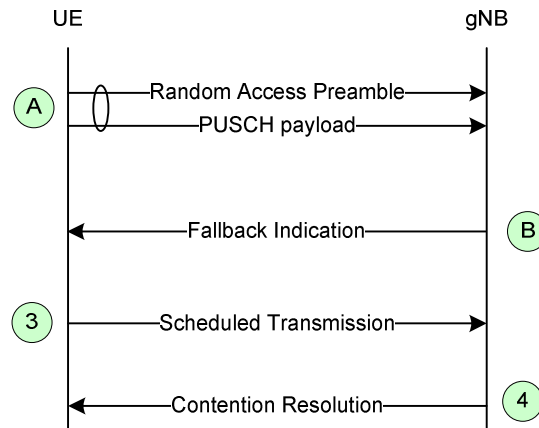 UE
gNB
A
Random Access Preamble
PUSCH payload
Fallback Indication
B
3
Scheduled Transmission
Contention Resolution
4